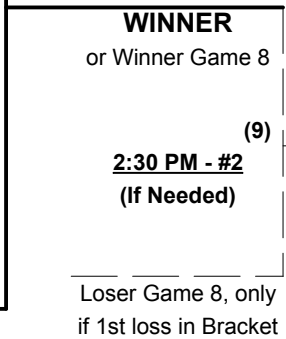 WINNER
or Winner Game 8
(9)
2:30 PM - #2
(If Needed)
Loser Game 8, only
if 1st loss in Bracket